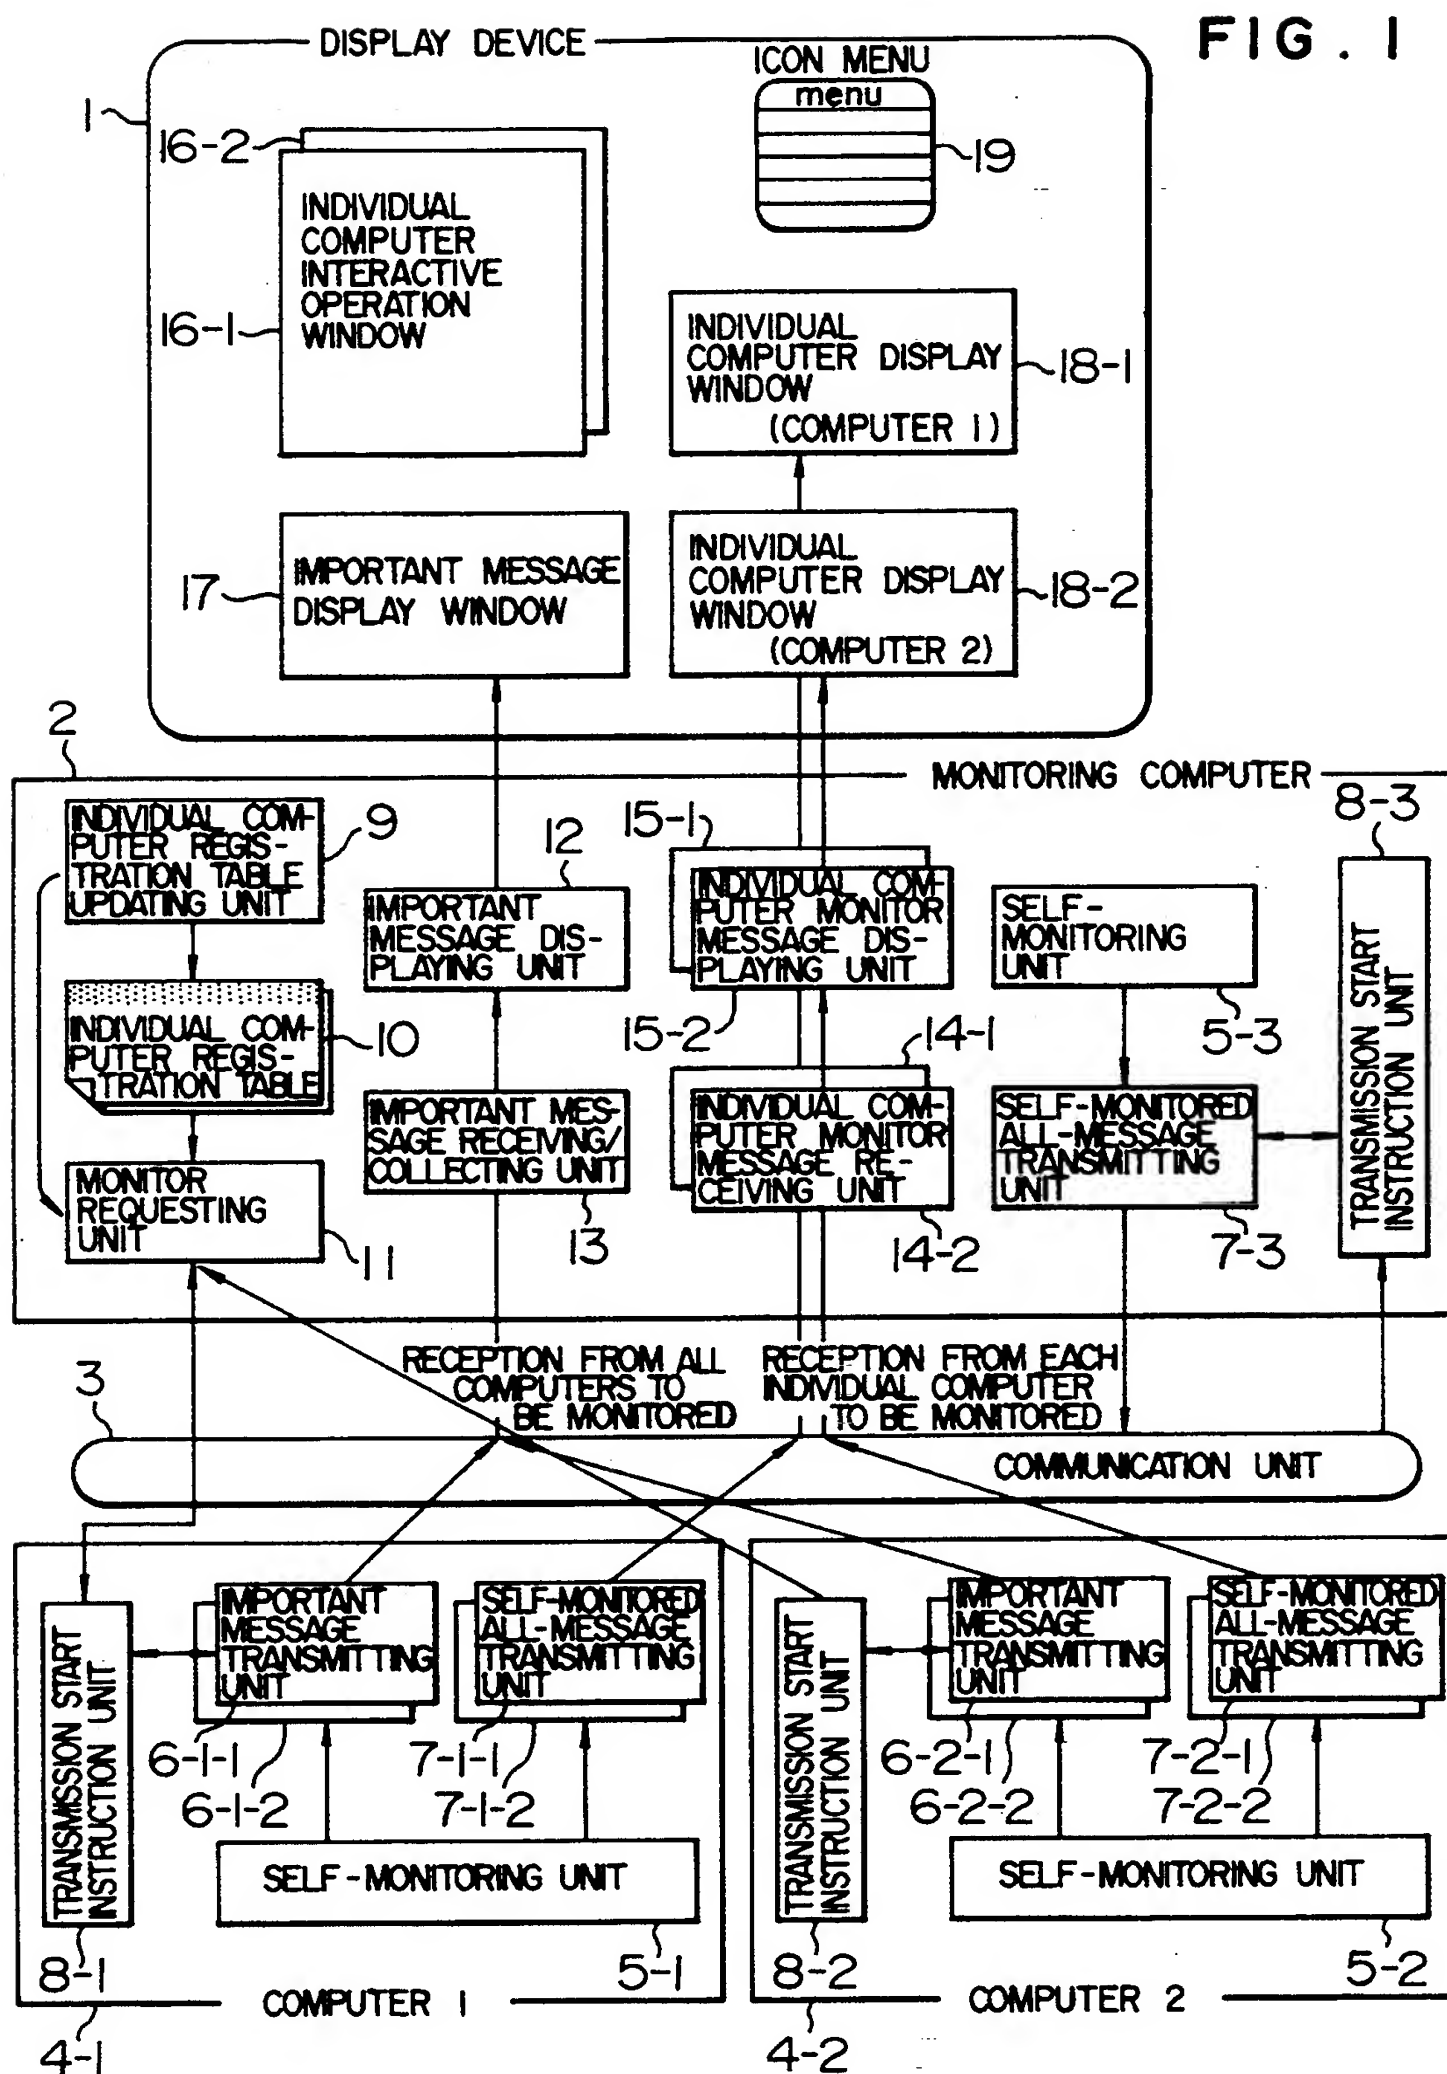 FIG. 1
DISPLAY DEVICE
ICON MENU
menu
1
16-2
19
INDIVIDUAL
COMPUTER
INTERACTIVE
OPERATION
WINDOW
16-1
INDIVIDUAL
COMPUTER DISPLAY
WINDOW
(COMPUTER 1)
18-1
IMPORTANT MESSAGE
DISPLAY WINDOW
17
INDIVIDUAL
COMPUTER DISPLAY
WINDOW
(COMPUTER 2)
18-2
2
MONITORING COMPUTER
INDIVIDUAL COM-
PUTER REGIS-
TRATION TABLE
UPDATING UNIT
9
12
IMPORTANT
MESSAGE DIS-
PLAYING UNIT
15-1
INDIVIDUAL COM-
PUTER MONITOR
MESSAGE DIS-
PLAYING UNIT
15-2
SELF-
MONITORING
UNIT
5-3
8-3
TRANSMISSION START
INSTRUCTION UNIT
INDIVIDUAL COM-
PUTER REGIS-
TRATION TABLE
10
IMPORTANT MES-
SAGE RECEIVING/
COLLECTING UNIT
13
14-1
INDIVIDUAL COM-
PUTER MONITOR
MESSAGE RE-
CEIVING UNIT
14-2
SELF-MONITORED
ALL-MESSAGE
TRANSMITTING
UNIT
7-3
MONITOR
REQUESTING
UNIT
11
RECEPTION FROM ALL
COMPUTERS TO
BE MONITORED
RECEPTION FROM EACH
INDIVIDUAL COMPUTER
TO BE MONITORED
3
COMMUNICATION UNIT
TRANSMISSION START
INSTRUCTION UNIT
IMPORTANT
MESSAGE
TRANSMITTING
UNIT
SELF-MONITORED
ALL-MESSAGE
TRANSMITTING
UNIT
6-1-1
6-1-2
7-1-1
7-1-2
SELF-MONITORING UNIT
8-1
5-1
COMPUTER 1
4-1
TRANSMISSION START
INSTRUCTION UNIT
IMPORTANT
MESSAGE
TRANSMITTING
UNIT
SELF-MONITORED
ALL-MESSAGE
TRANSMITTING
UNIT
6-2-1
6-2-2
7-2-1
7-2-2
SELF-MONITORING UNIT
8-2
5-2
COMPUTER 2
4-2